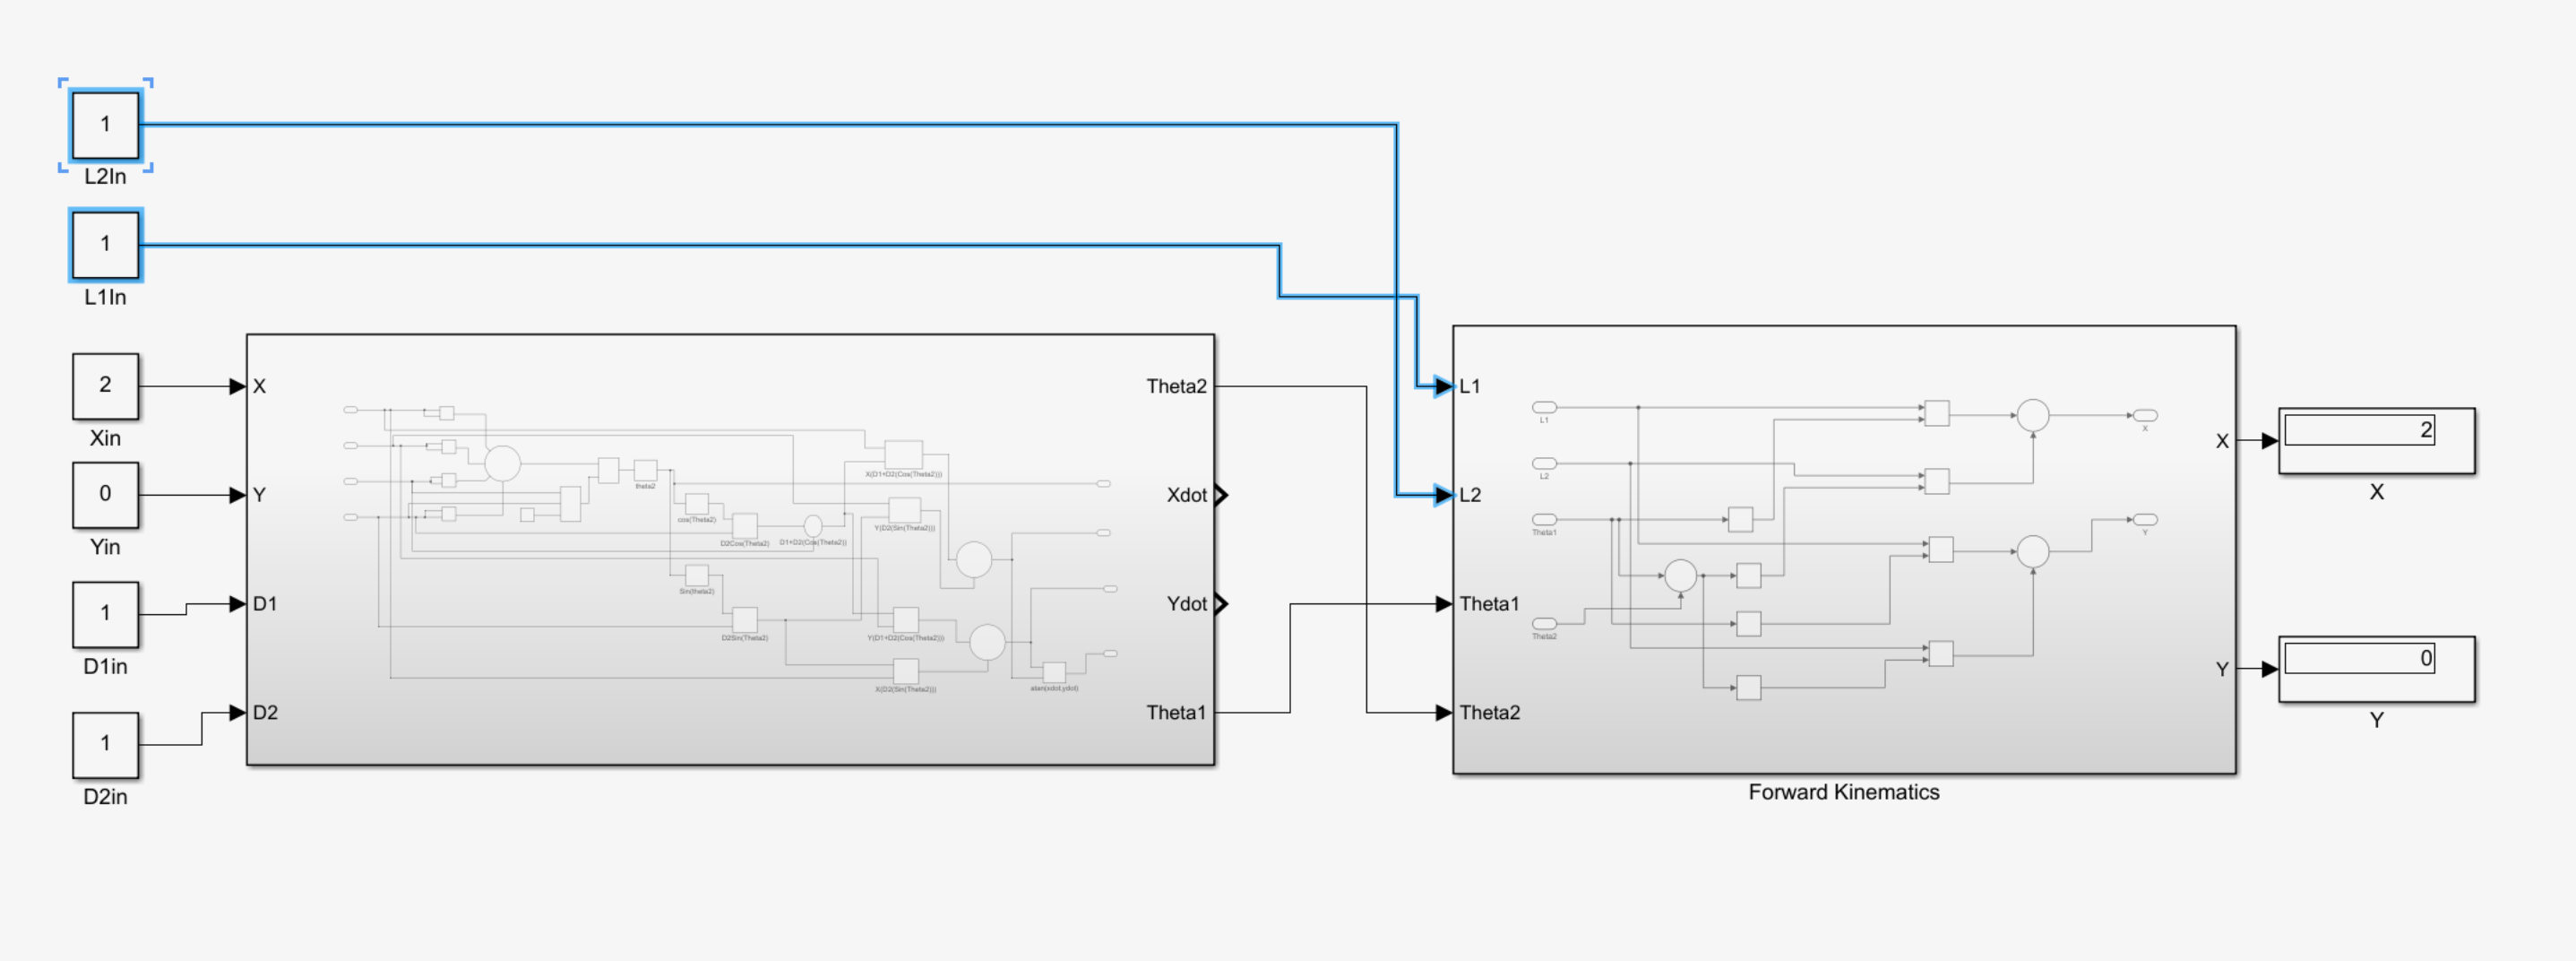 1
L2In
1
L1In
2
Xin
0
Yin
1
D1in
1
D2in
X
Y
D1
D2
Theta2
Xdot
Ydot
Theta1
theta2
cos(Theta2)
D2Cos(Theta2)
D1+D2(Cos(Theta2))
X(D1+D2(Cos(Theta2)))
Y(D2(Sin(Theta2)))
Sin(theta2)
D2Sin(Theta2)
Y(D1+D2(Cos(Theta2)))
X(D2(Sin(Theta2)))
atan(xdot,ydot)
L1
L2
Theta1
Theta2
L1
L2
Theta1
Theta2
X
Y
X
Y
Forward Kinematics
2
X
0
Y